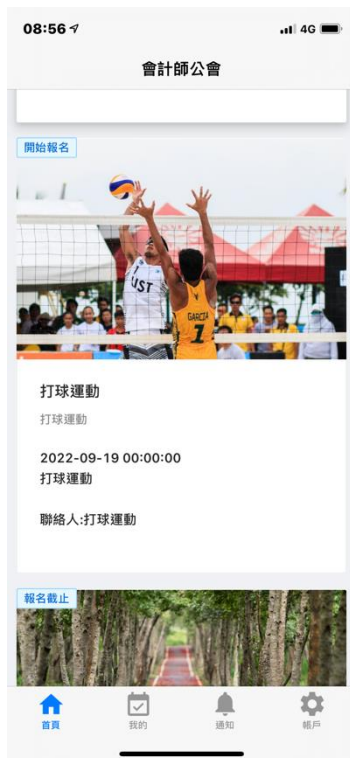 08:56
4G
會計師公會
開始報名
UST
GARCIA
7
打球運動
打球運動
2022-09-19 00:00:00
打球運動
聯絡人:打球運動
報名截止
首頁
我的
通知
帳戶